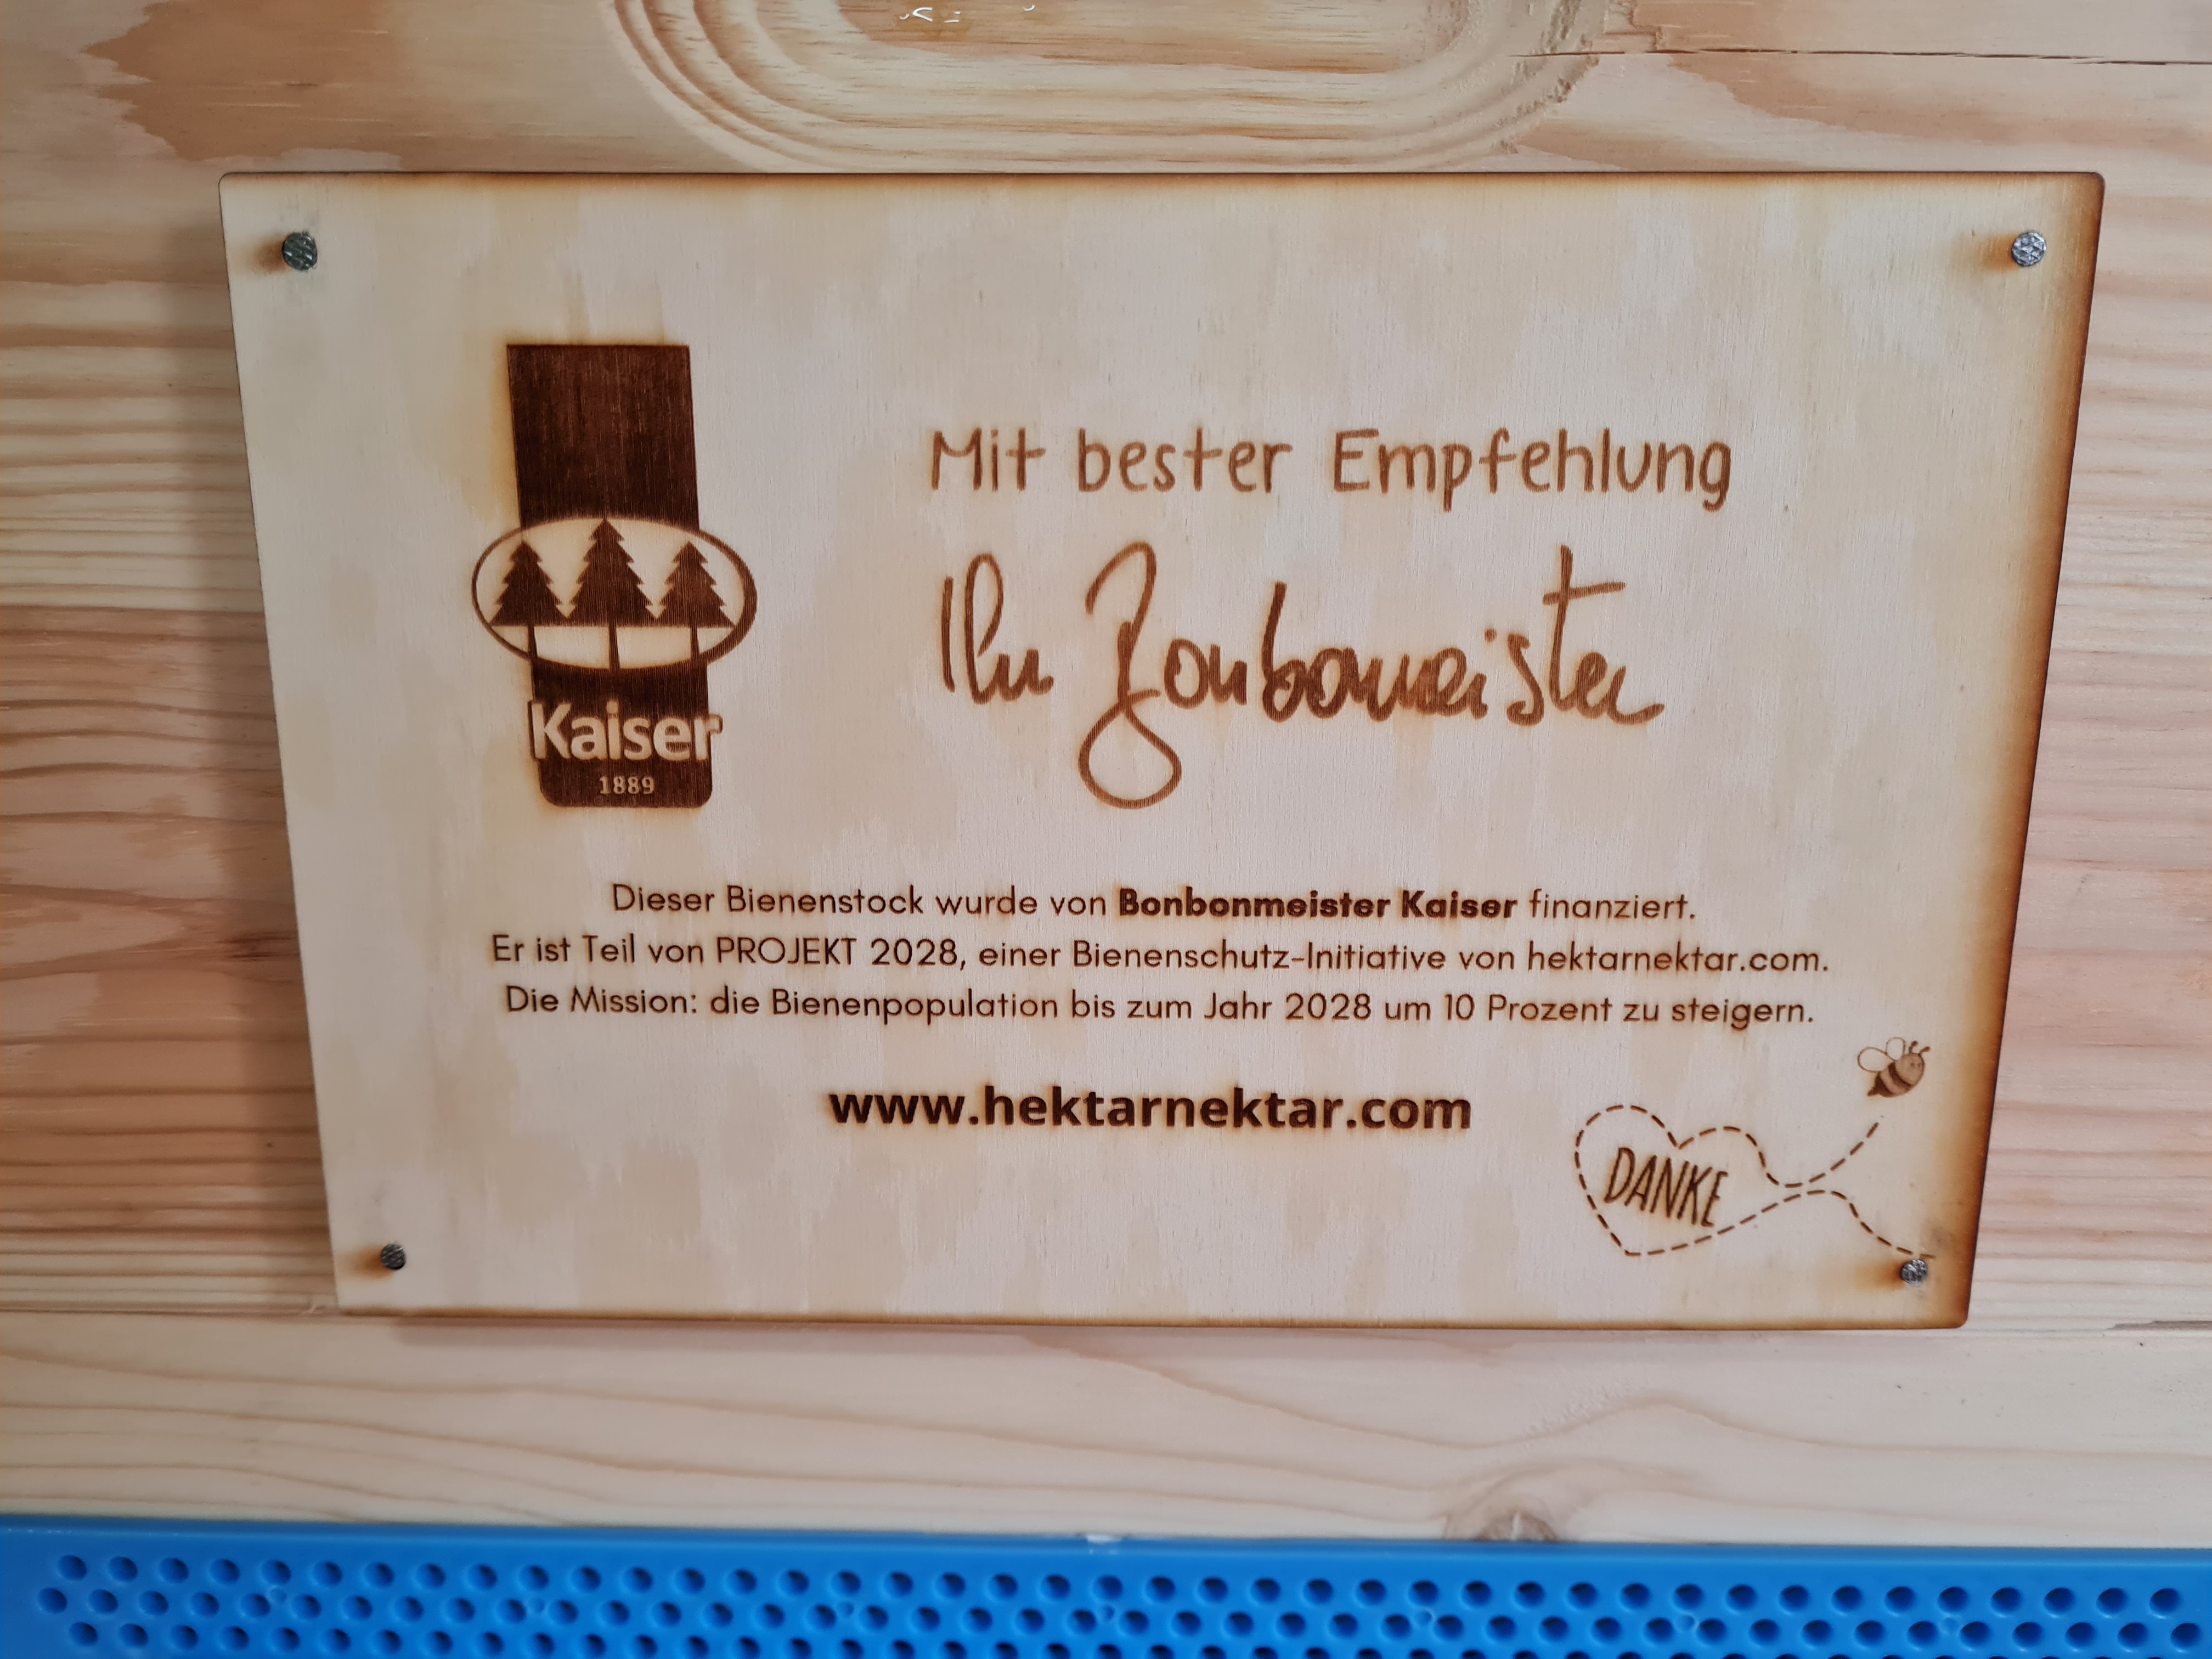 Mit bester Empfehlung
Ihr Bonbonmeister
Kaiser
1889
Dieser Bienenstock wurde von Bonbonmeister Kaiser finanziert.
Er ist Teil von PROJEKT 2028, einer Bienenschutz-Initiative von hektarnektar.com.
Die Mission: die Bienenpopulation bis zum Jahr 2028 um 10 Prozent zu steigern.
www.hektarnektar.com
DANKE